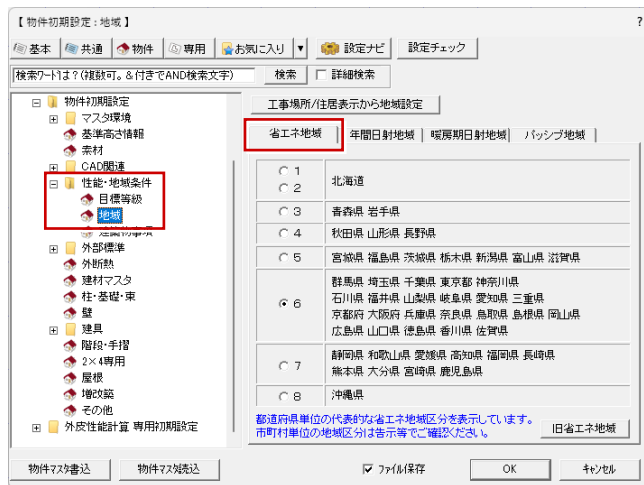 【 物件初期設定 : 地域 】 ?
基本 共通 物件 専用 お気に入り ▼ 設定ナビ 設定チェック
検索ワードは？(複数可。＆付きでAND検索文字) 検索 詳細検索
物件初期設定
マスタ環境
基準高さ情報
素材
CAD関連
性能・地域条件
目標等級
地域
外部標準
外断熱
建材マスタ
柱・基礎・束
壁
建具
階段・手摺
2×4専用
屋根
増改築
その他
外皮性能計算 専用初期設定
工事場所/住居表示から地域設定
省エネ地域 年間日射地域 暖房期日射地域 パッシブ地域
1
2
北海道
3 青森県 岩手県
4 秋田県 山形県 長野県
5 宮城県 福島県 茨城県 栃木県 新潟県 富山県 滋賀県
6
群馬県 埼玉県 千葉県 東京都 神奈川県
石川県 福井県 山梨県 岐阜県 愛知県 三重県
京都府 大阪府 兵庫県 奈良県 鳥取県 島根県 岡山県
広島県 山口県 徳島県 香川県 佐賀県
7
静岡県 和歌山県 愛媛県 高知県 福岡県 長崎県
熊本県 大分県 宮崎県 鹿児島県
8 沖縄県
都道府県単位の代表的な省エネ地域区分を表示しています。
市町村単位の地域区分は告示等でご確認ください。
旧省エネ地域
物件マスタ書込 物件マスタ読込 ファイル保存 OK キャンセル